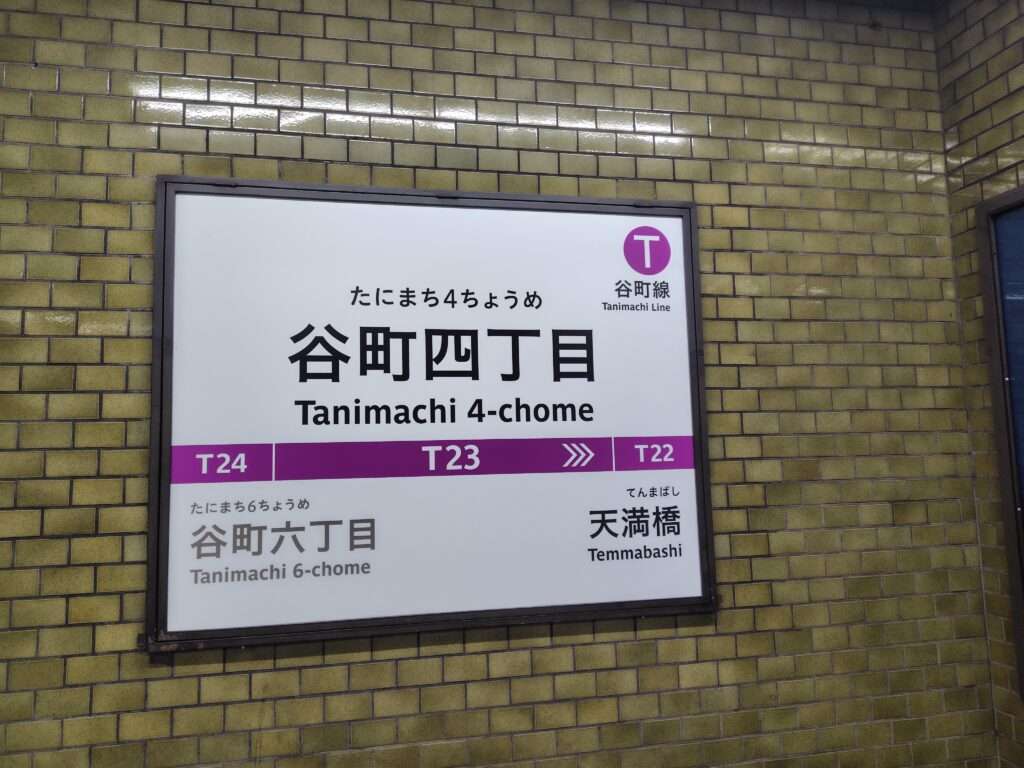 T
谷町線
Tanimachi Line
たにまち4ちょうめ
谷町四丁目
Tanimachi 4-chome
T24
T23
T22
たにまち6ちょうめ
谷町六丁目
Tanimachi 6-chome
てんまばし
天満橋
Temmabashi